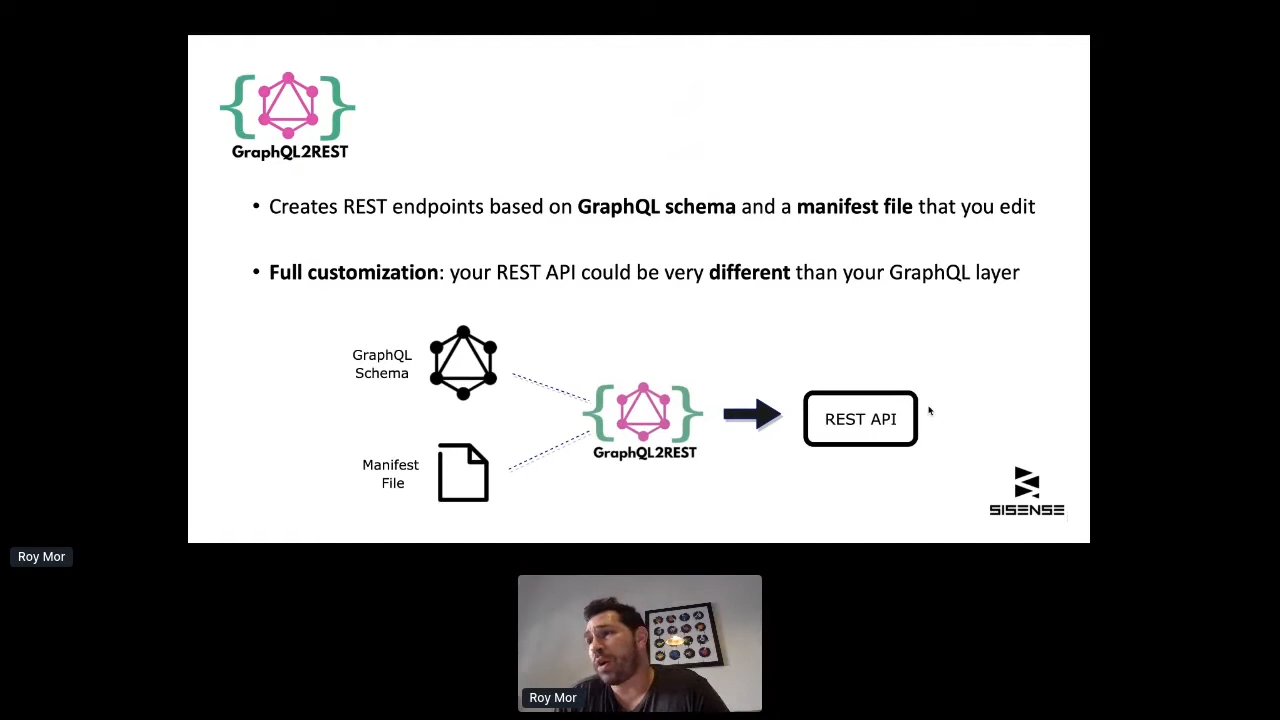 GraphQL2REST
• Creates REST endpoints based on GraphQL schema and a manifest file that you edit
• Full customization: your REST API could be very different than your GraphQL layer
GraphQL
Schema
GraphQL2REST
REST API
Manifest
File
SISENSE
Roy Mor
Roy Mor